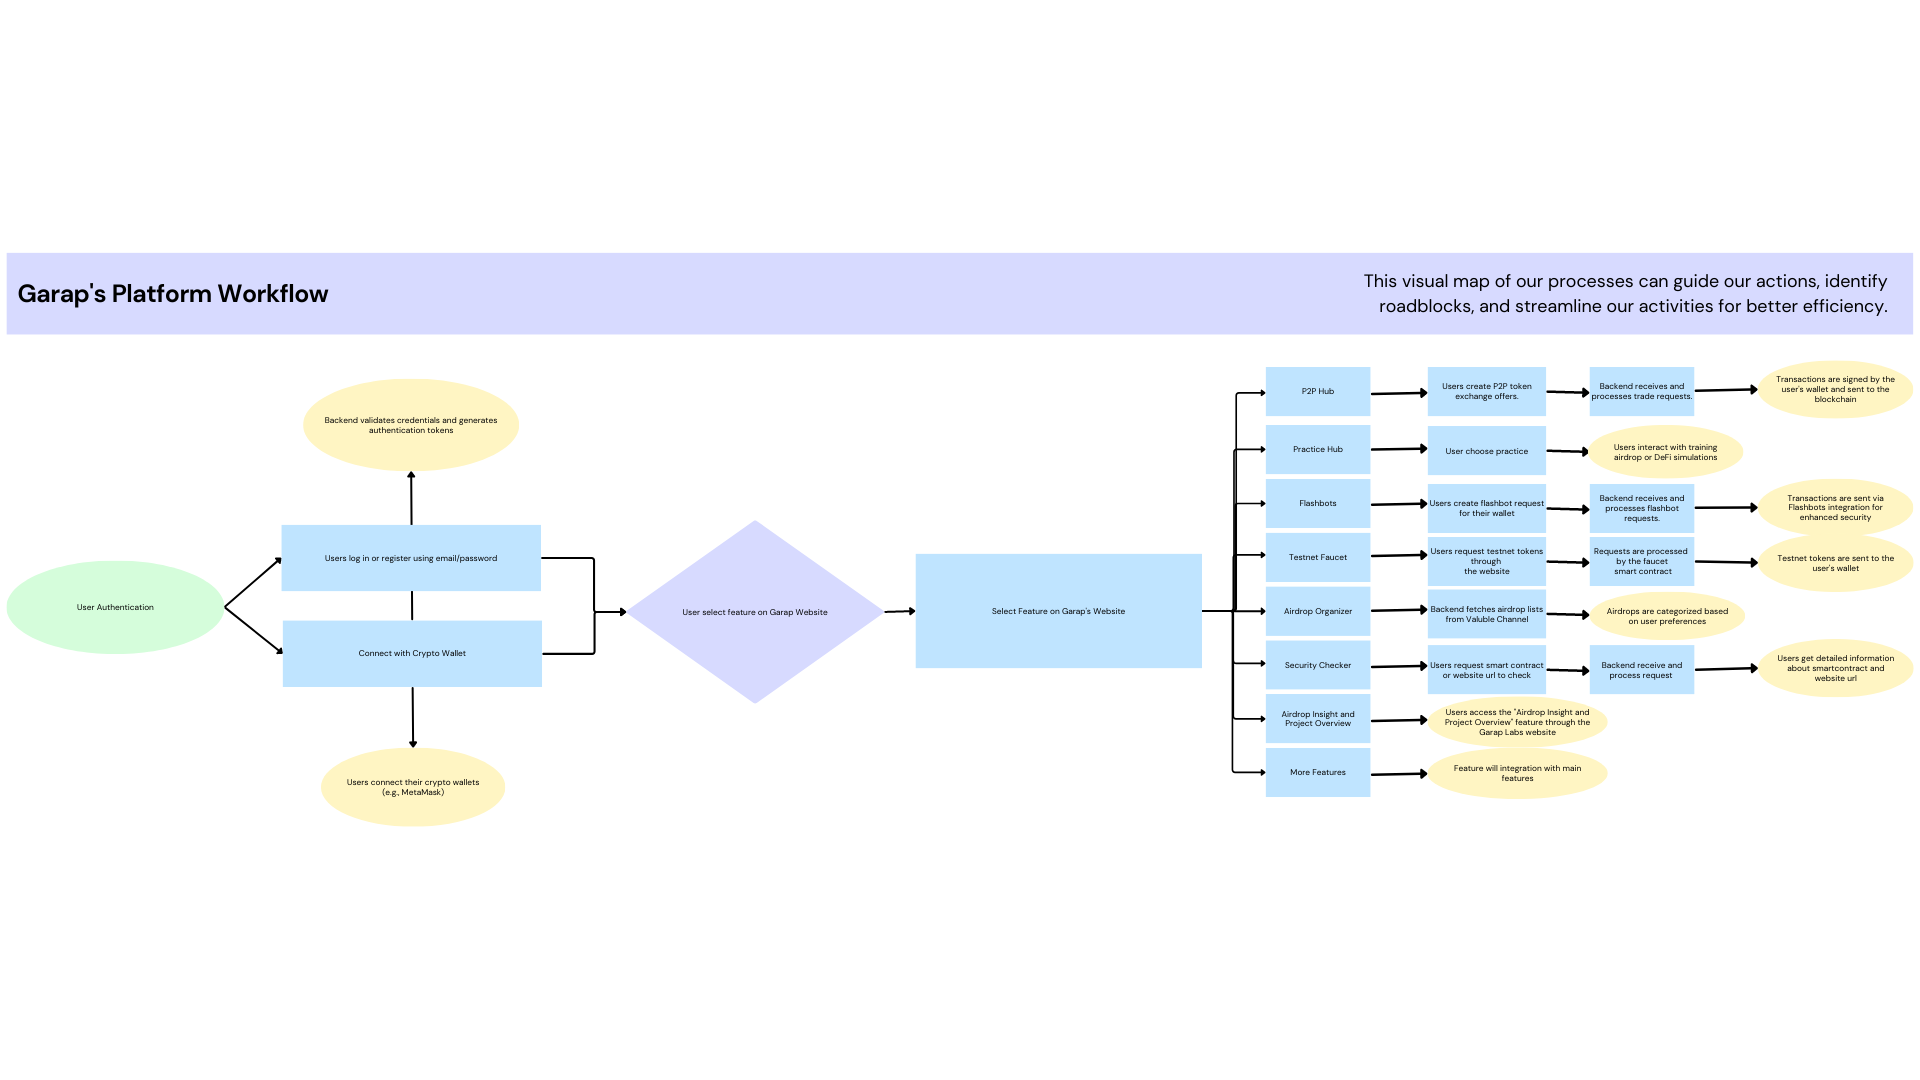 Garap's Platform Workflow
This visual map of our processes can guide our actions, identify
roadblocks, and streamline our activities for better efficiency.
User Authentication
Backend validates credentials and generates
authentication tokens
Users log in or register using email/password
Connect with Crypto Wallet
Users connect their crypto wallets
(e.g., MetaMask)
User select feature on Garap Website
Select Feature on Garap's Website
P2P Hub
Users create P2P token
exchange offers.
Backend receives and
processes trade requests.
Transactions are signed by the
user's wallet and sent to the
blockchain
Practice Hub
User choose practice
Users interact with training
airdrop or DeFi simulations
Flashbots
Users create flashbot request
for their wallet
Backend receives and
processes flashbot
requests.
Transactions are sent via
Flashbots integration for
enhanced security
Testnet Faucet
Users request testnet tokens
through
the website
Requests are processed
by the faucet
smart contract
Testnet tokens are sent to the
user's wallet
Airdrop Organizer
Backend fetches airdrop lists
from Valuble Channel
Airdrops are categorized based
on user preferences
Security Checker
Users request smart contract
or website url to check
Backend receive and
process request
Users get detailed information
about smartcontract and
website url
Airdrop Insight and
Project Overview
Users access the "Airdrop Insight and
Project Overview" feature through the
Garap Labs website
More Features
Feature will integration with main
features